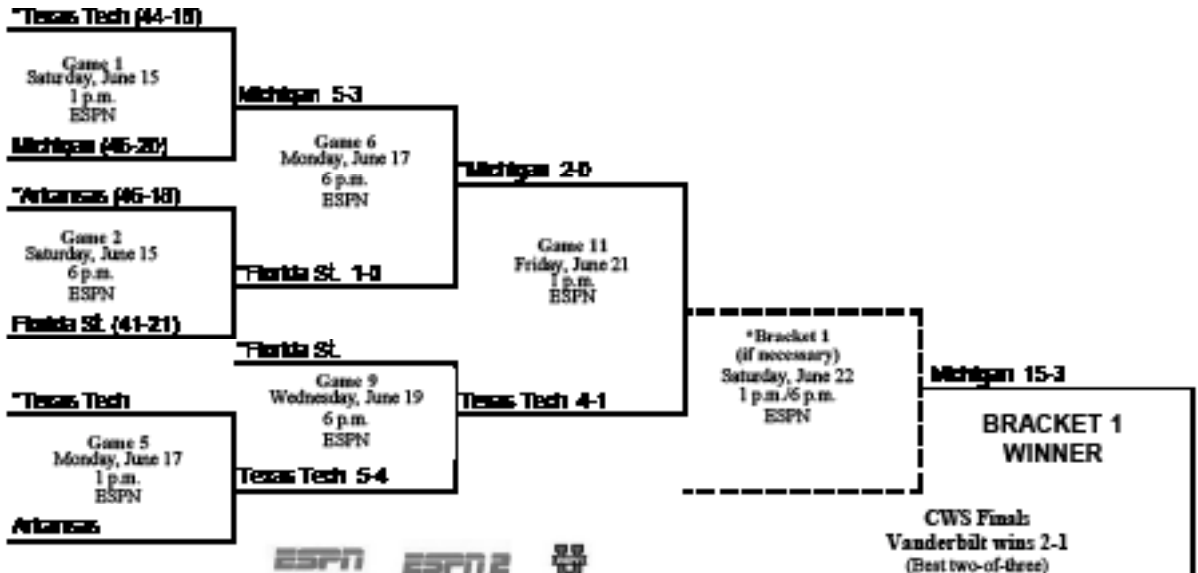 *Texas Tech (44-18)
Game 1
Saturday, June 15
1 p.m.
ESPN
Michigan 5-3
Michigan (46-20)
Game 6
Monday, June 17
6 p.m.
ESPN
*Michigan 2-0
*Arkansas (46-18)
Game 2
Saturday, June 15
6 p.m.
ESPN
*Florida St. 1-0
Florida St. (41-21)
Game 11
Friday, June 21
1 p.m.
ESPN
*Florida St.
Game 9
Wednesday, June 19
6 p.m.
ESPN
Texas Tech 4-1
*Texas Tech
Game 5
Monday, June 17
1 p.m.
ESPN
Texas Tech 5-4
Arkansas
*Bracket 1
(if necessary)
Saturday, June 22
1 p.m./6 p.m.
ESPN
Michigan 15-3
BRACKET 1
WINNER
CWS Finals
Vanderbilt wins 2-1
(Best two-of-three)
ESPN
ESPN 2